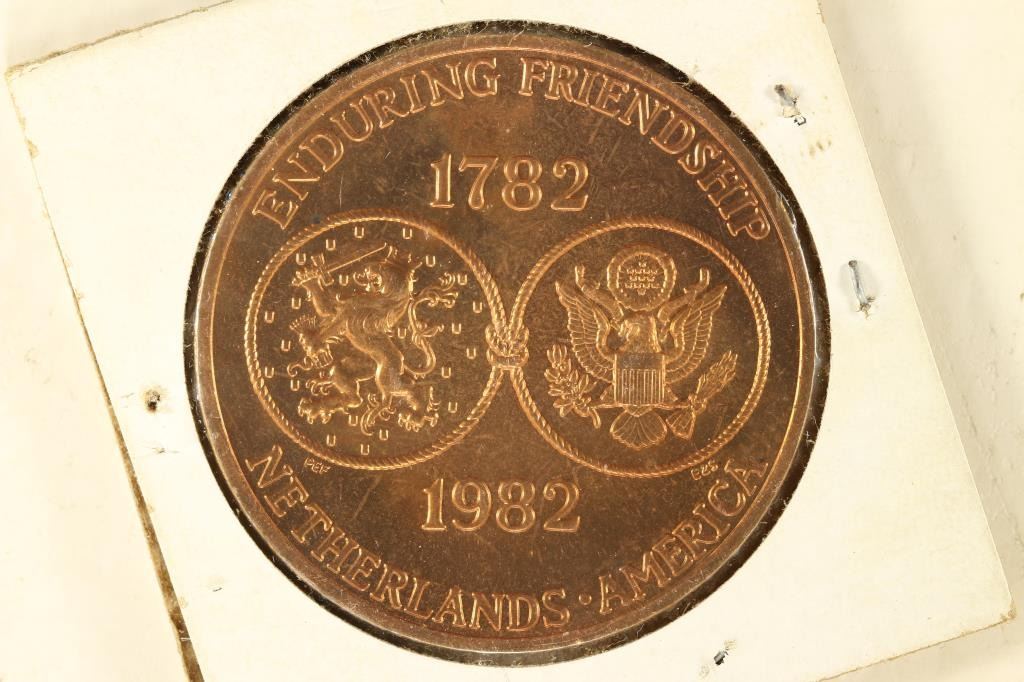 ENDURING FRIENDSHIP
1782
1982
NETHERLANDS · AMERICA